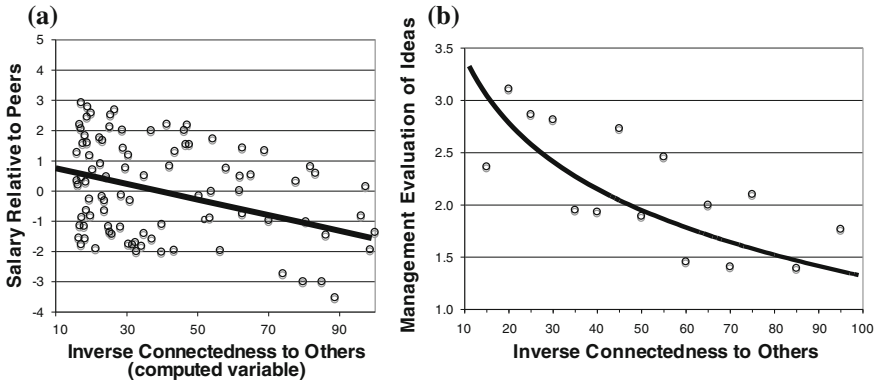 (a)
Salary Relative to Peers
5
4
3
2
1
0
-1
-2
-3
-4
10 30 50 70 90
Inverse Connectedness to Others
(computed variable)
(b)
Management Evaluation of Ideas
3.5
3.0
2.5
2.0
1.5
1.0
10 20 30 40 50 60 70 80 90 100
Inverse Connectedness to Others